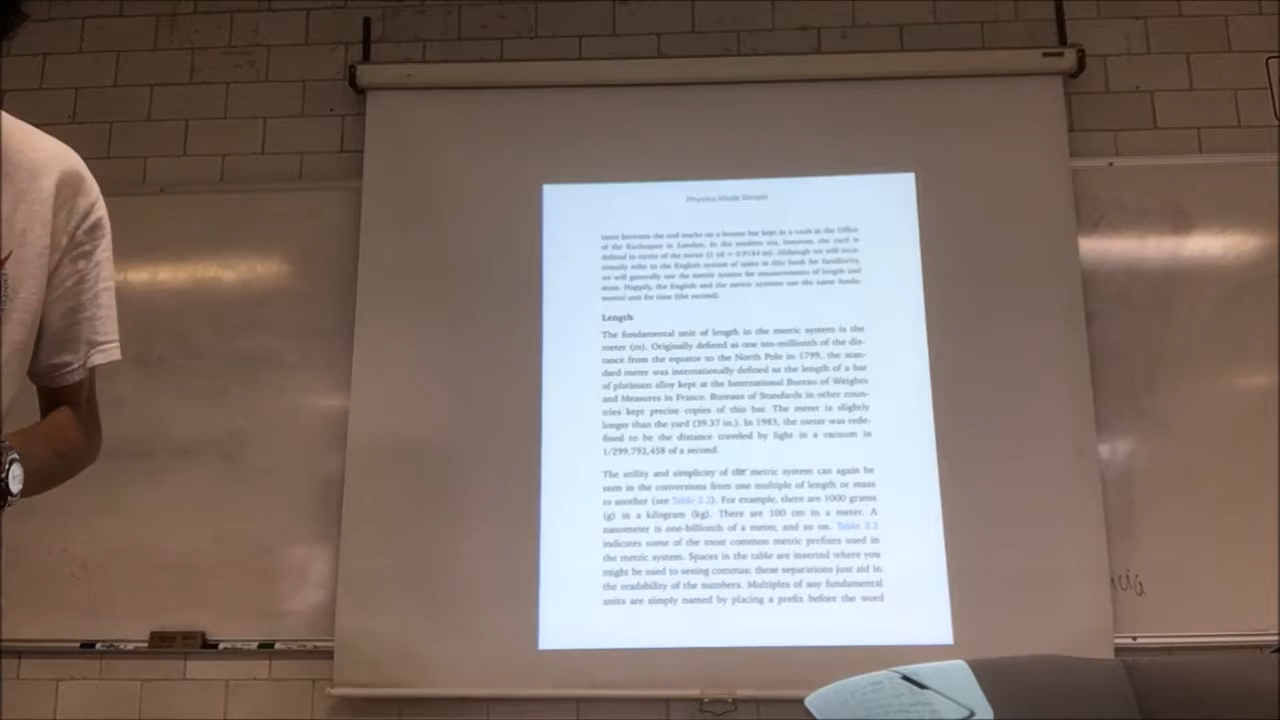 Physics Made Simple
tance between the end marks on a bronze bar kept in a vault at the Office
of the Exchequer in London. In the modern era, however, the yard is
defined in terms of the meter (1 yd = 0.9144 m). Although we will occa-
sionally refer to the English system of units in this book for familiarity,
we will generally use the metric system for measurements of length and
mass. Happily, the English and the metric systems use the same funda-
mental unit for time (the second).
Length
The fundamental unit of length in the metric system is the
meter (m). Originally defined as one ten-millionth of the dis-
tance from the equator to the North Pole in 1799, the stan-
dard meter was internationally defined as the length of a bar
of platinum alloy kept at the International Bureau of Weights
and Measures in France. Bureaus of Standards in other coun-
tries kept precise copies of this bar. The meter is slightly
longer than the yard (39.37 in.). In 1983, the meter was rede-
fined to be the distance traveled by light in a vacuum in
1/299,792,458 of a second.
The utility and simplicity of the metric system can again be
seen in the conversions from one multiple of length or mass
to another (see Table 2.2). For example, there are 1000 grams
(g) in a kilogram (kg). There are 100 cm in a meter. A
nanometer is one-billionth of a meter, and so on. Table 2.2
indicates some of the most common metric prefixes used in
the metric system. Spaces in the table are inserted where you
might be used to seeing commas; these separations just aid in
the readability of the numbers. Multiples of any fundamental
units are simply named by placing a prefix before the word